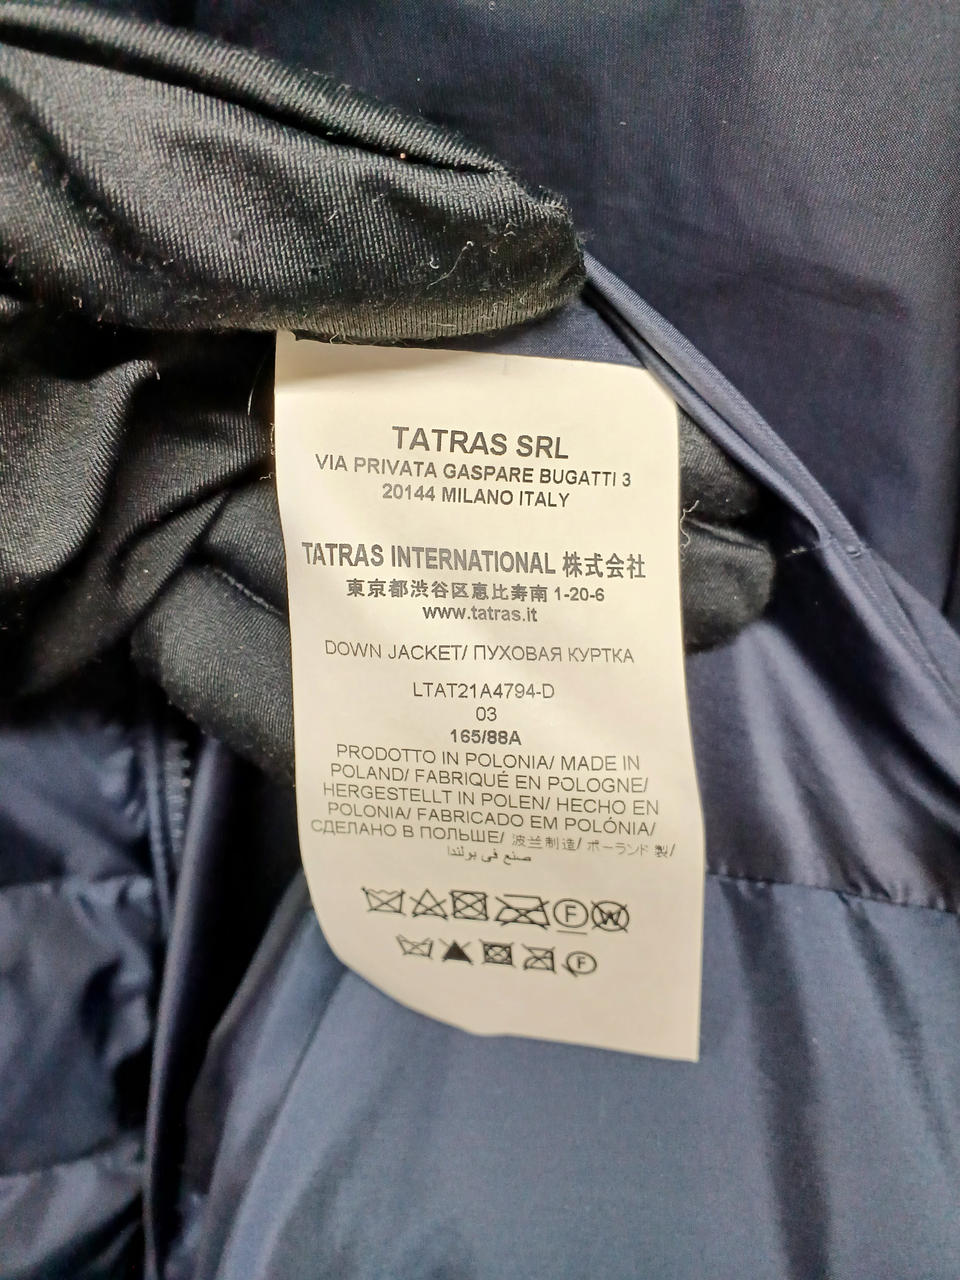 TATRAS SRL
VIA PRIVATA GASPARE BUGATTI 3
20144 MILANO ITALY
TATRAS INTERNATIONAL 株式会社
東京都渋谷区恵比寿南 1-20-6
www.tatras.it
DOWN JACKET/ ПУХОВАЯ КУРТКА
LTAT21A4794-D
03
165/88A
PRODOTTO IN POLONIA/ MADE IN
POLAND/ FABRIQUÉ EN POLOGNE/
HERGESTELLT IN POLEN/ HECHO EN
POLONIA/ FABRICADO EM POLÓNIA/
СДЕЛАНО В ПОЛЬШЕ/ 波兰制造/ ポーランド 製/
صنع في بولندا
F W
F